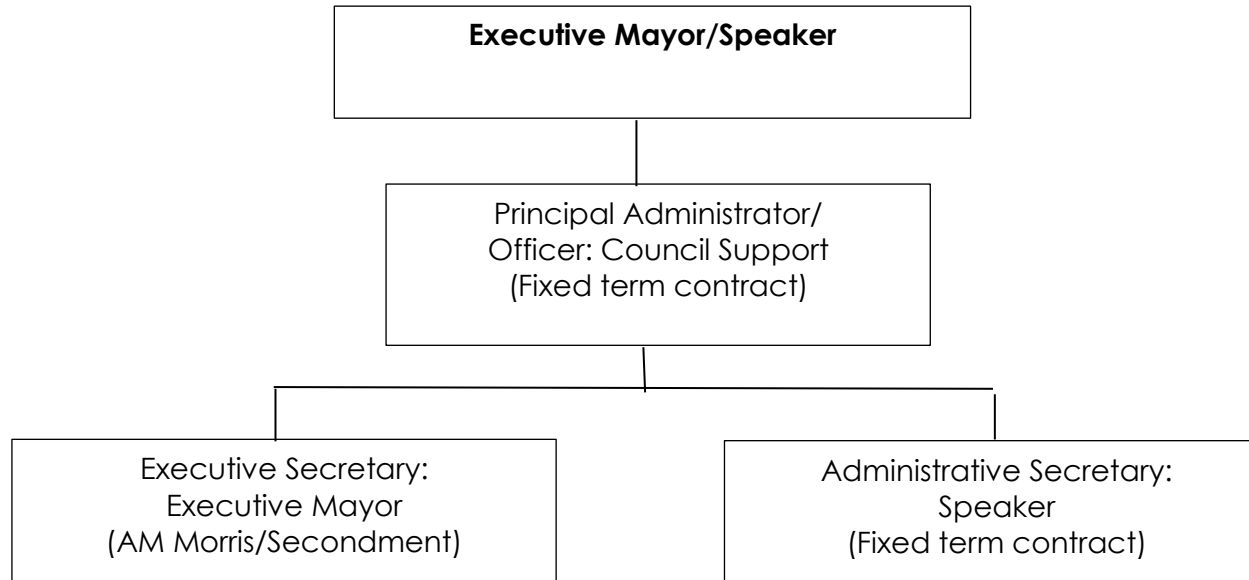 Executive Mayor/Speaker
Principal Administrator/
Officer: Council Support
(Fixed term contract)
Executive Secretary:
Executive Mayor
(AM Morris/Secondment)
Administrative Secretary:
Speaker
(Fixed term contract)